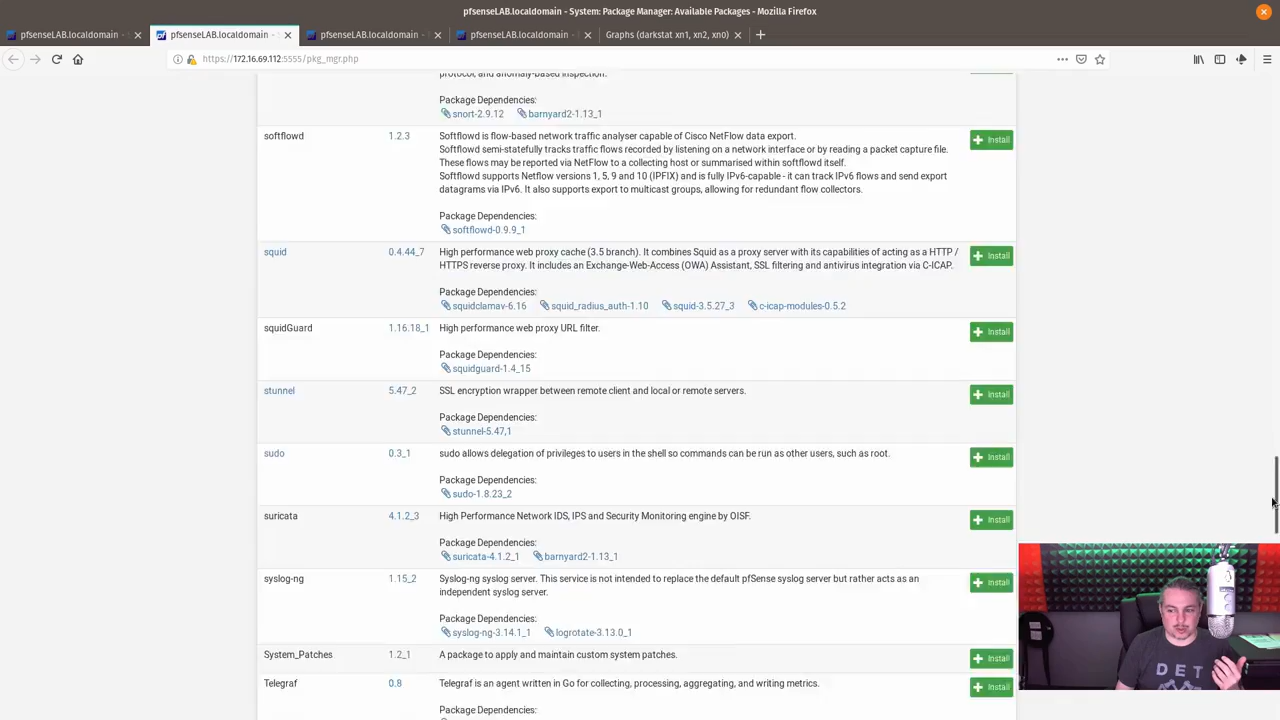 pfsenseLAB.localdomain - System: Package Manager: Available Packages - Mozilla Firefox
pfsenseLAB.localdomain -
pfsenseLAB.localdomain -
pfsenseLAB.localdomain -
pfsenseLAB.localdomain -
Graphs (darkstat xn1, xn2, xn0)
https://172.16.69.112:5555/pkg_mgr.php
protocol, and anomaly-based inspection.
Package Dependencies:
snort-2.9.12 barnyard2-1.13_1
softflowd 1.2.3 Softflowd is flow-based network traffic analyser capable of Cisco NetFlow data export. Install
Softflowd semi-statefully tracks traffic flows recorded by listening on a network interface or by reading a packet capture file.
These flows may be reported via NetFlow to a collecting host or summarised within softflowd itself.
Softflowd supports Netflow versions 1, 5, 9 and 10 (IPFIX) and is fully IPv6-capable - it can track IPv6 flows and send export
datagrams via IPv6. It also supports export to multicast groups, allowing for redundant flow collectors.
Package Dependencies:
softflowd-0.9.9_1
squid 0.4.44_7 High performance web proxy cache (3.5 branch). It combines Squid as a proxy server with its capabilities of acting as a HTTP / Install
HTTPS reverse proxy. It includes an Exchange-Web-Access (OWA) Assistant, SSL filtering and antivirus integration via C-ICAP.
Package Dependencies:
squidclamav-6.16 squid_radius_auth-1.10 squid-3.5.27_3 c-icap-modules-0.5.2
squidGuard 1.16.18_1 High performance web proxy URL filter. Install
Package Dependencies:
squidguard-1.4_15
stunnel 5.47_2 SSL encryption wrapper between remote client and local or remote servers. Install
Package Dependencies:
stunnel-5.47,1
sudo 0.3_1 sudo allows delegation of privileges to users in the shell so commands can be run as other users, such as root. Install
Package Dependencies:
sudo-1.8.23_2
suricata 4.1.2_3 High Performance Network IDS, IPS and Security Monitoring engine by OISF. Install
Package Dependencies:
suricata-4.1.2_1 barnyard2-1.13_1
syslog-ng 1.15_2 Syslog-ng syslog server. This service is not intended to replace the default pfSense syslog server but rather acts as an Install
independent syslog server.
Package Dependencies:
syslog-ng-3.14.1_1 logrotate-3.13.0_1
System_Patches 1.2_1 A package to apply and maintain custom system patches. Install
Telegraf 0.8 Telegraf is an agent written in Go for collecting, processing, aggregating, and writing metrics. Install
Package Dependencies:
DET